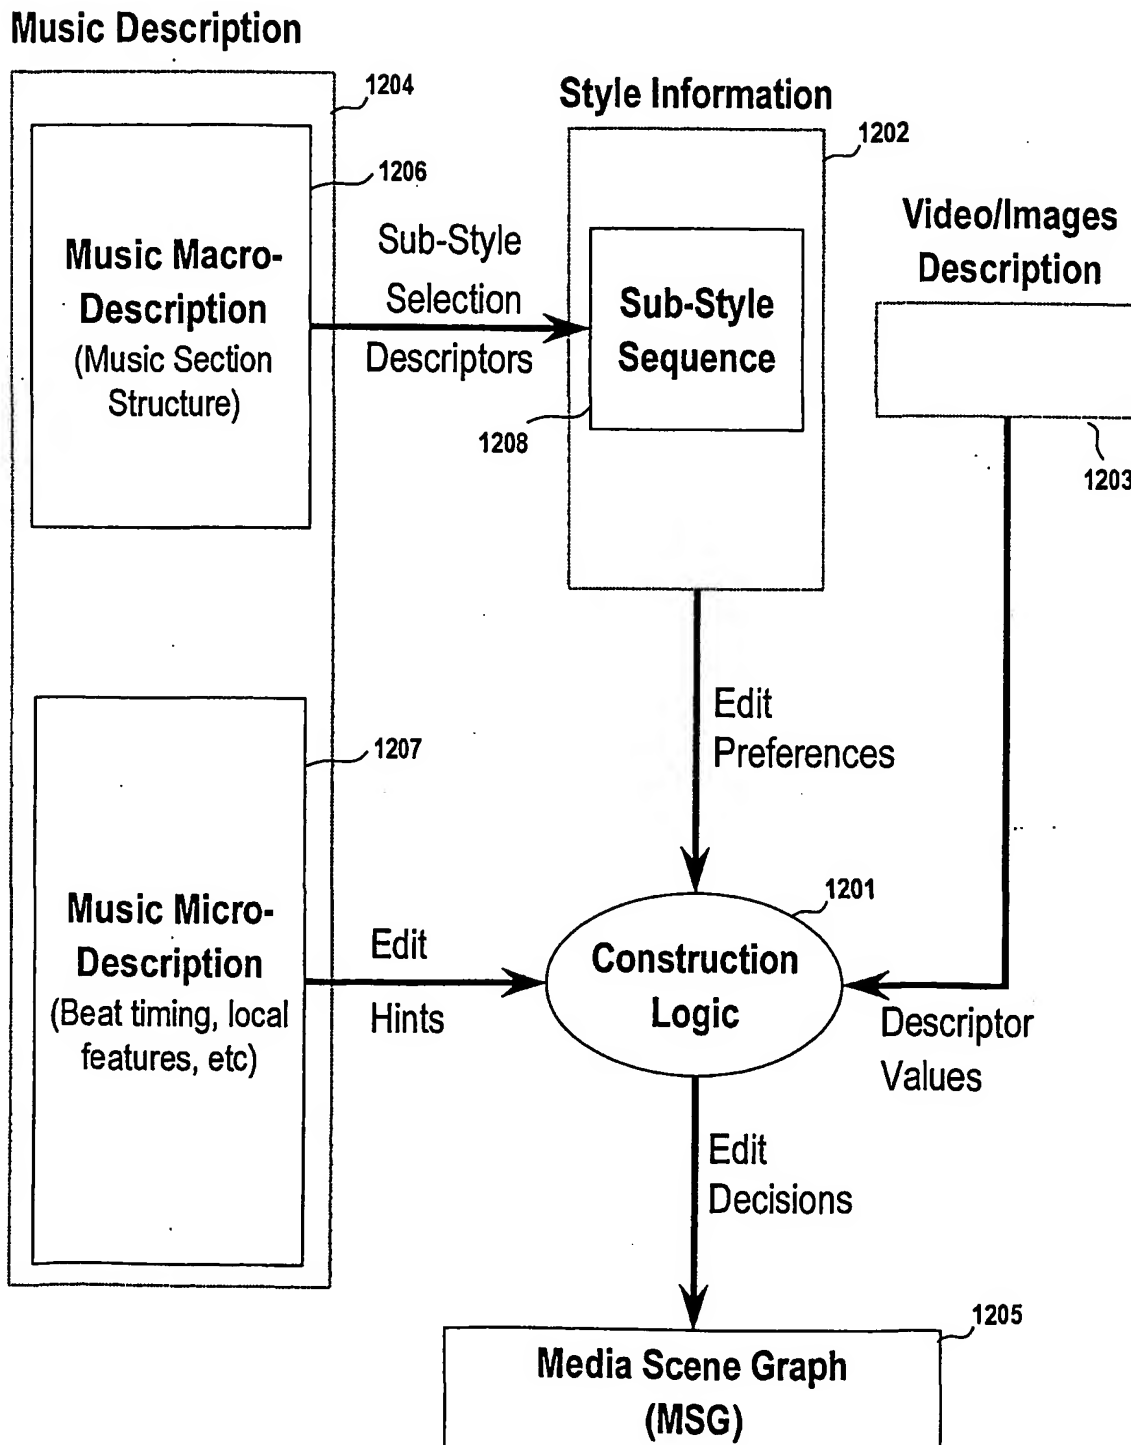 Music Description
1204
1206
Music Macro-
Description
(Music Section
Structure)
Sub-Style
Selection
Descriptors
Style Information
1202
Sub-Style
Sequence
1208
Video/Images
Description
1203
1207
Music Micro-
Description
(Beat timing, local
features, etc)
Edit
Hints
Edit
Preferences
1201
Construction
Logic
Descriptor
Values
Edit
Decisions
1205
Media Scene Graph
(MSG)